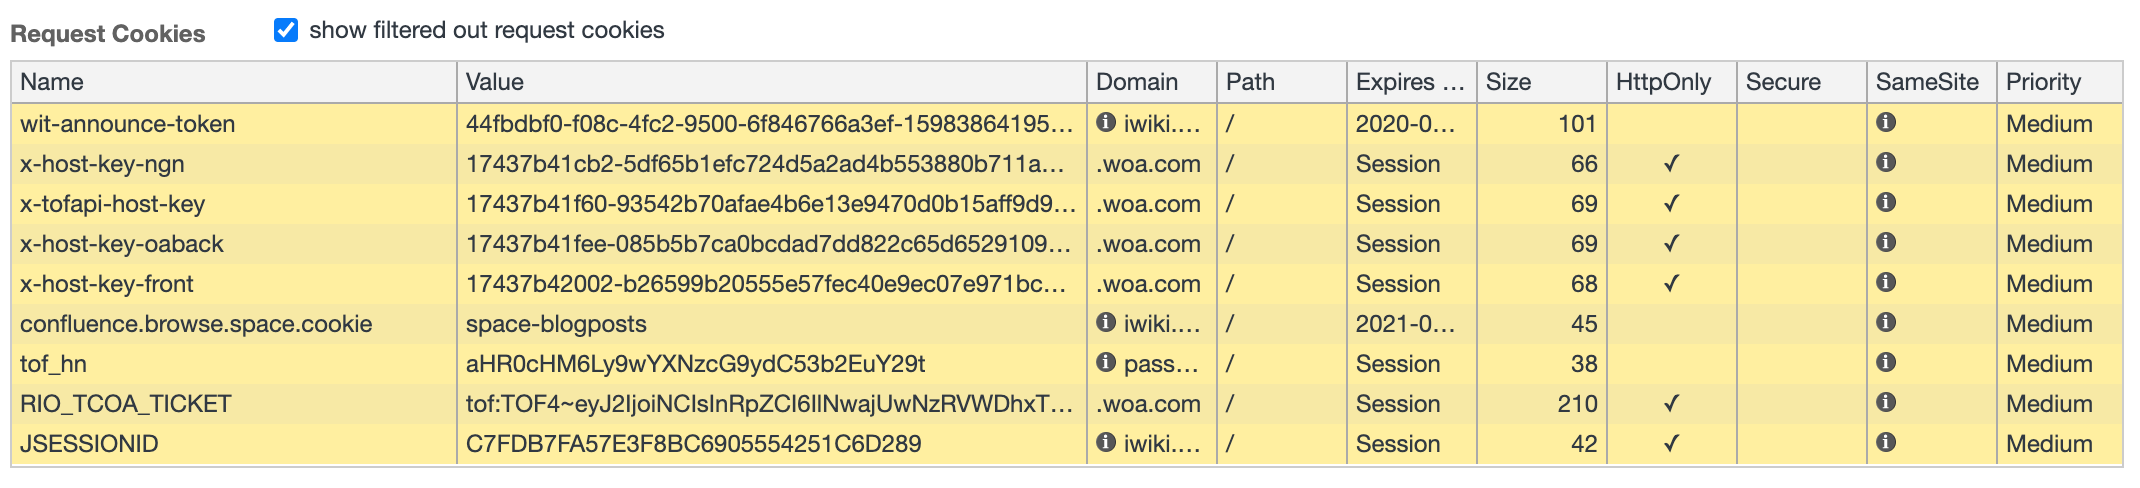 Request Cookies show filtered out request cookies
Name Value Domain Path Expires ... Size HttpOnly Secure SameSite Priority
wit-announce-token 44fbdbf0-f08c-4fc2-9500-6f846766a3ef-15983864195... iwiki.... / 2020-0... 101 Medium
x-host-key-ngn 17437b41cb2-5df65b1efc724d5a2ad4b553880b711a... .woa.com / Session 66 ✓ Medium
x-tofapi-host-key 17437b41f60-93542b70afae4b6e13e9470d0b15aff9d9... .woa.com / Session 69 ✓ Medium
x-host-key-oaback 17437b41fee-085b5b7ca0bcdad7dd822c65d6529109... .woa.com / Session 69 ✓ Medium
x-host-key-front 17437b42002-b26599b20555e57fec40e9ec07e971bc... .woa.com / Session 68 ✓ Medium
confluence.browse.space.cookie space-blogposts iwiki.... / 2021-0... 45 Medium
tof_hn aHR0cHM6Ly9wYXNzcG9ydC53b2EuY29t pass... / Session 38 Medium
RIO_TCOA_TICKET tof:TOF4~eyJ2IjoiNCIsInRpZCI6IlNwajUwNzRVWDhxT... .woa.com / Session 210 ✓ Medium
JSESSIONID C7FDB7FA57E3F8BC6905554251C6D289 iwiki.... / Session 42 ✓ Medium